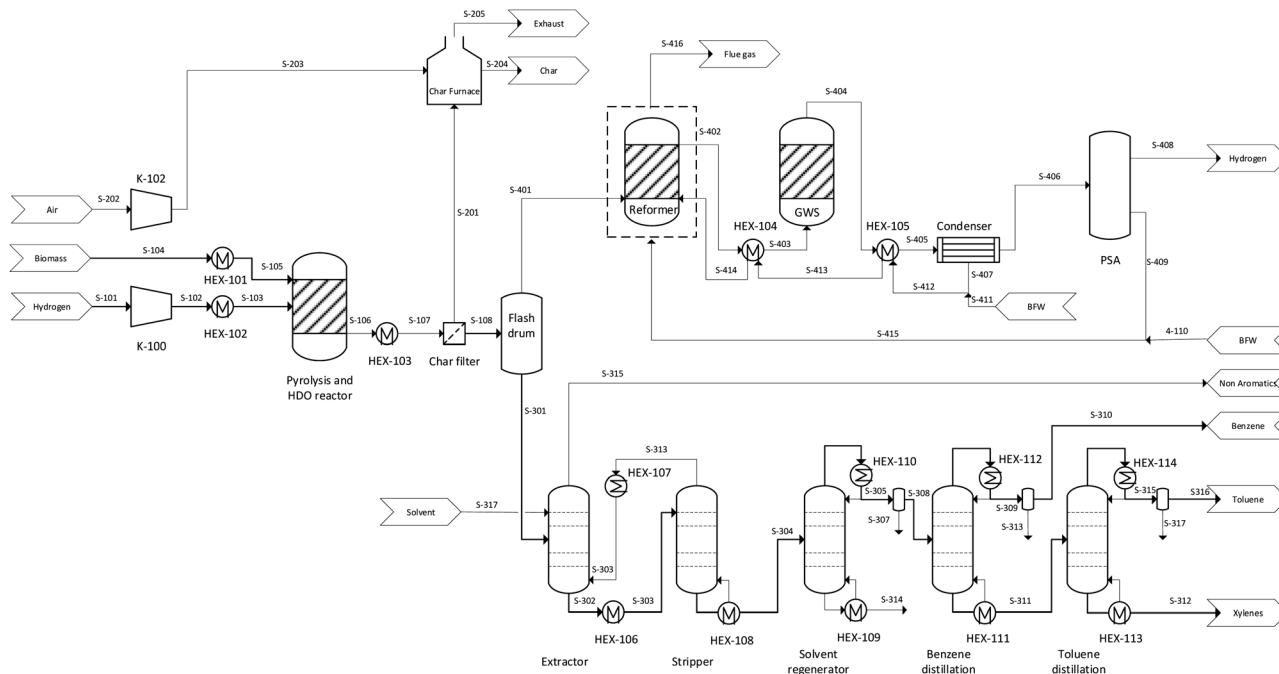 S-205
Exhaust
S-416
Flue gas
S-203
S-204
Char
Char Furnace
S-404
S-402
S-408
Hydrogen
S-406
K-102
S-202
Air
S-401
Reformer
GWS
S-201
HEX-104
HEX-105
Condenser
S-403
S-405
S-104
Biomass
S-105
HEX-101
S-414
S-413
S-407
PSA
S-409
S-412
S-411
BFW
Hydrogen
S-101
S-102
S-103
K-100
HEX-102
S-106
HEX-103
S-107
Char filter
S-108
Flash
drum
S-415
4-110
BFW
Pyrolysis and
HDO reactor
S-315
Non Aromatics
S-301
S-310
Benzene
S-313
HEX-107
HEX-110
HEX-112
HEX-114
S-305
S-308
S-307
S-309
S-313
S-315
S316
Toluene
S-317
Solvent
S-317
S-304
S-303
S-302
S-303
HEX-106
HEX-108
S-314
HEX-109
S-311
HEX-111
S-312
HEX-113
Xylenes
Extractor
Stripper
Solvent
regenerator
Benzene
distillation
Toluene
distillation